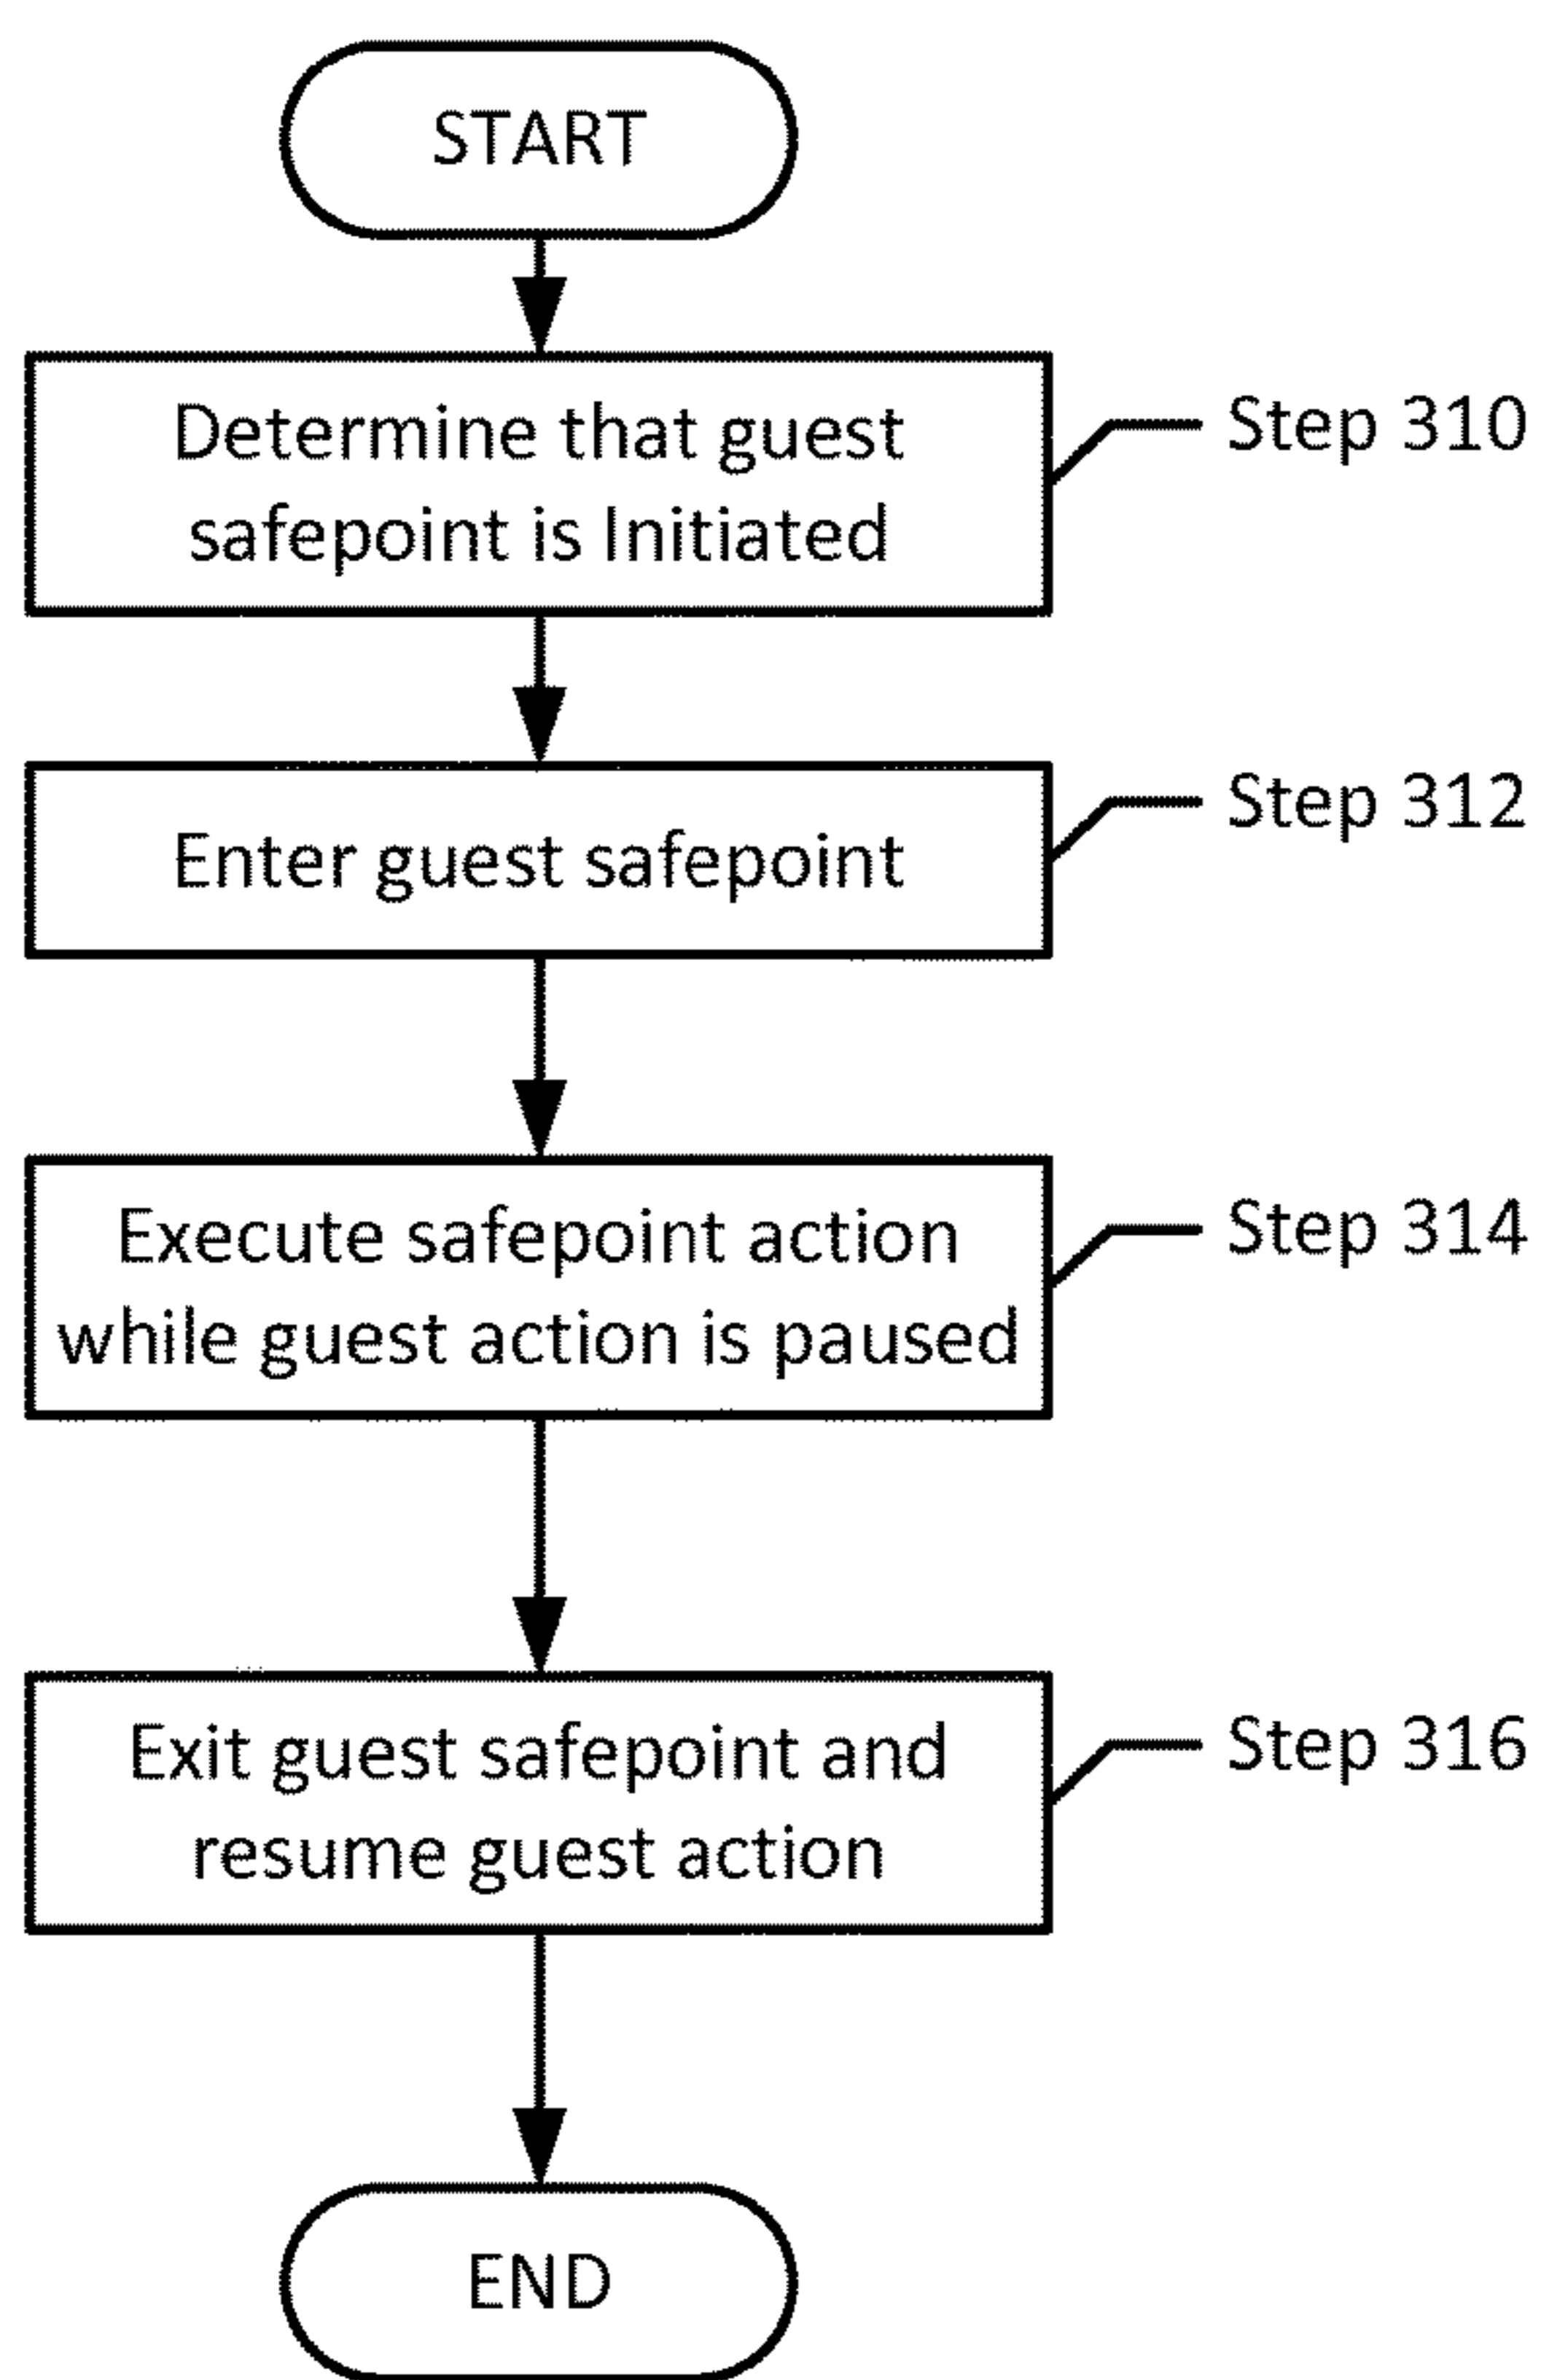 START
Determine that guest
safepoint is Initiated
Step 310
Enter guest safepoint
Step 312
Execute safepoint action
while guest action is paused
Step 314
Exit guest safepoint and
resume guest action
Step 316
END